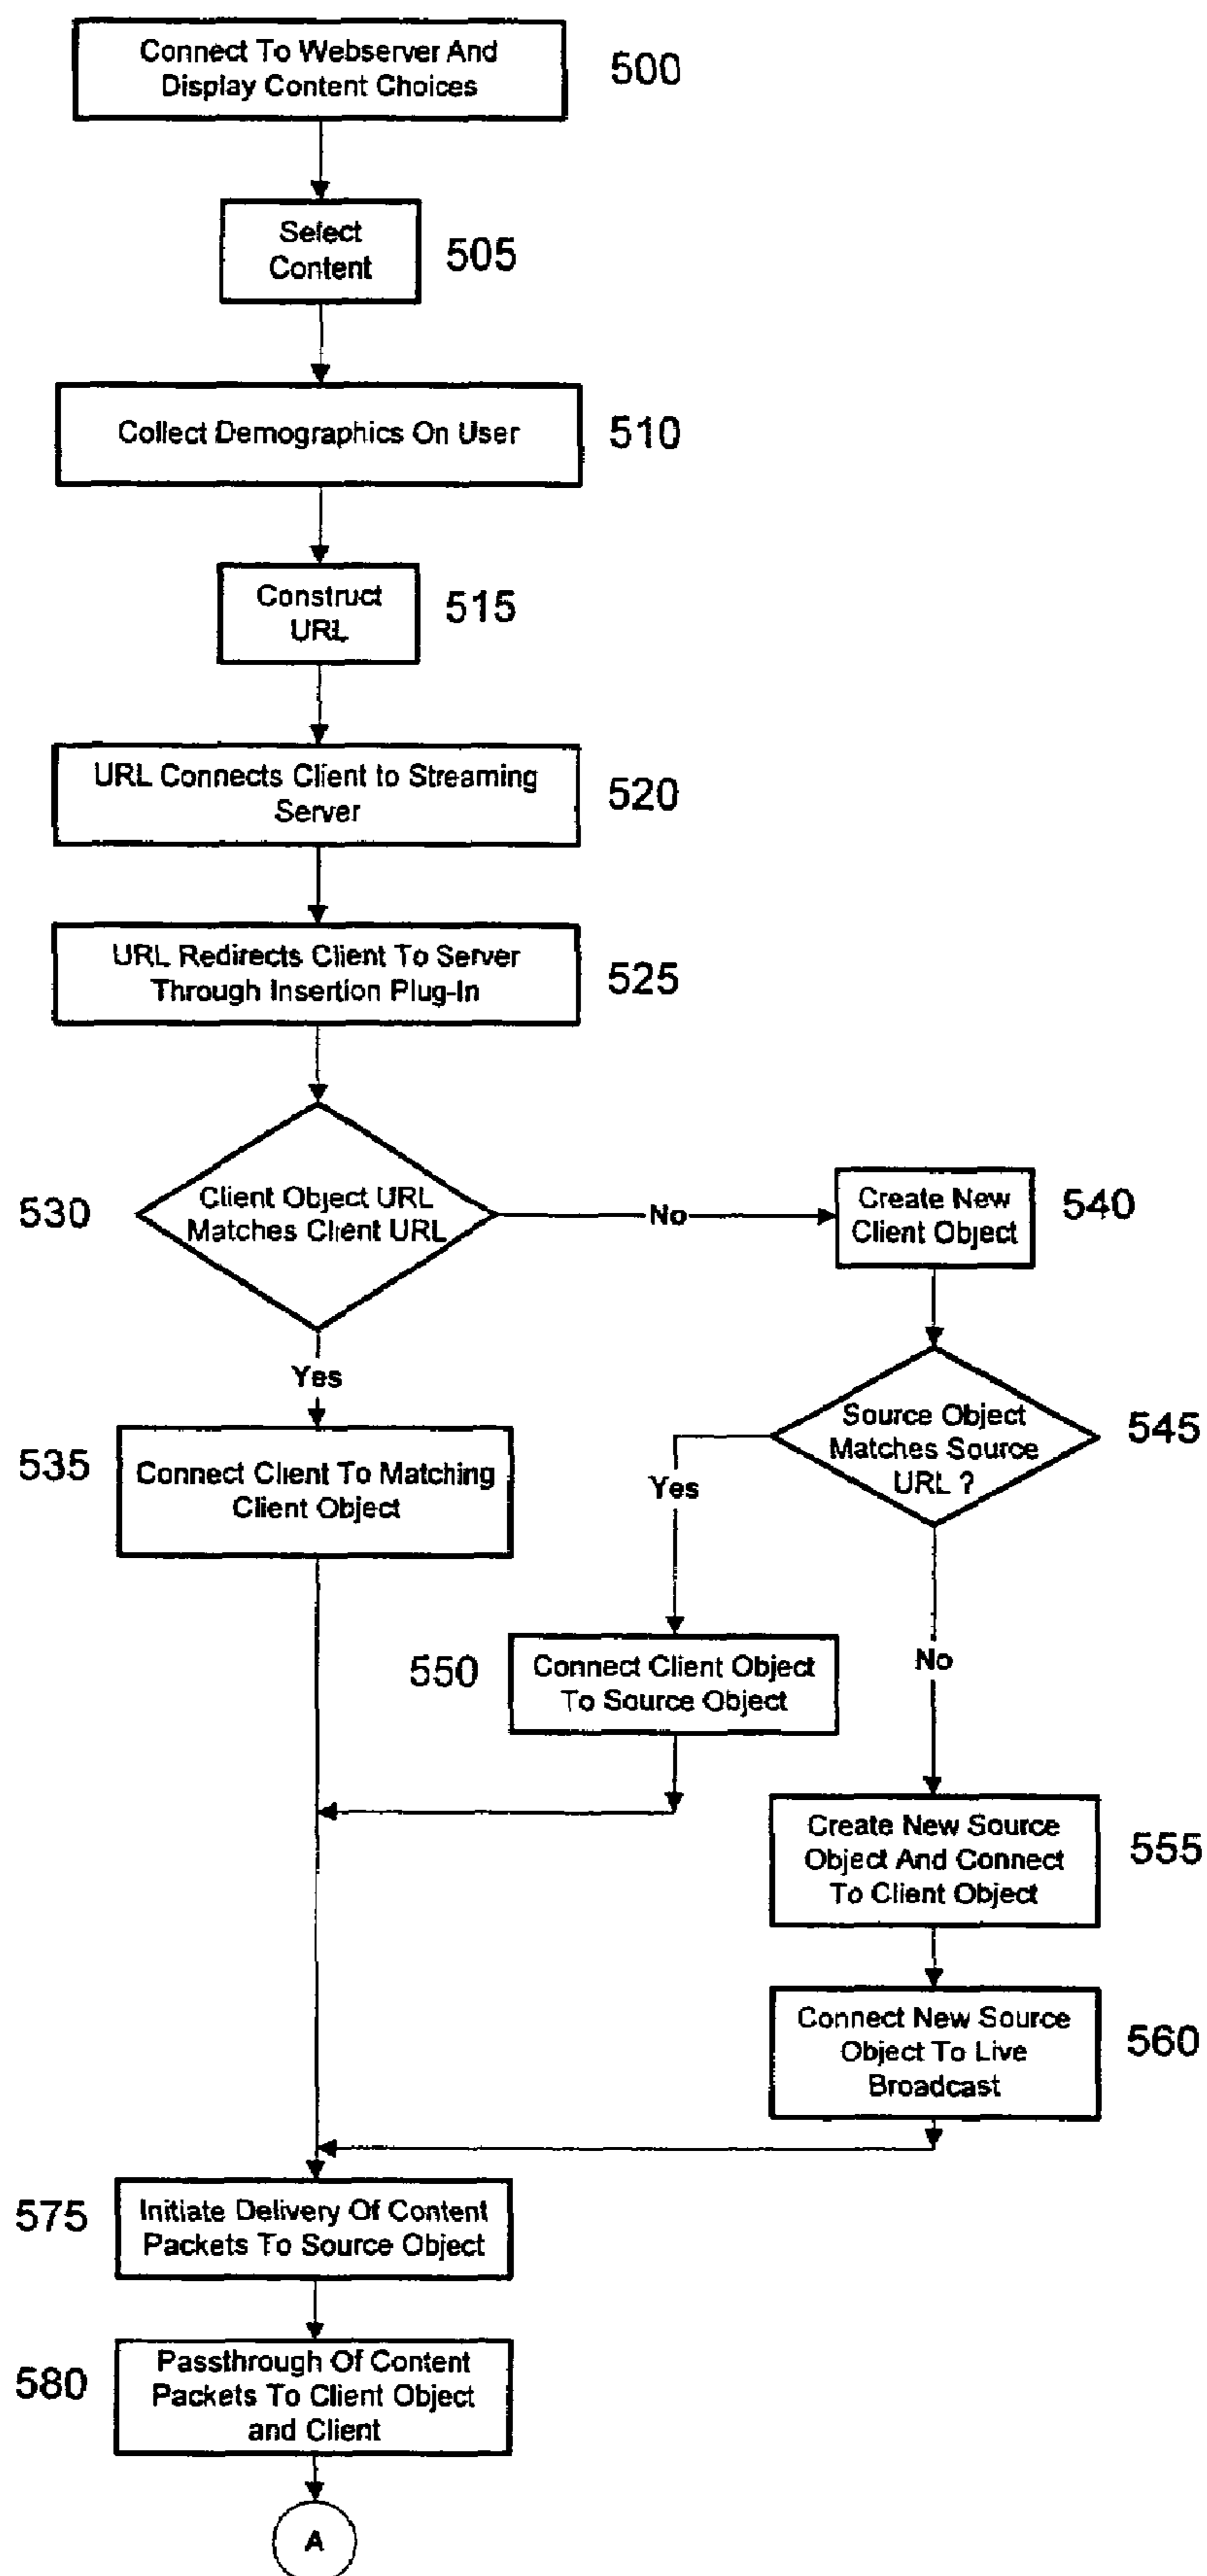 Connect To Webserver And
Display Content Choices
500
Select
Content
505
Collect Demographics On User
510
Construct
URL
515
URL Connects Client to Streaming
Server
520
URL Redirects Client To Server
Through Insertion Plug-In
525
530
Client Object URL
Matches Client URL
No
Create New
Client Object
540
Yes
Source Object
Matches Source
URL ?
545
535
Connect Client To Matching
Client Object
Yes
550
Connect Client Object
To Source Object
No
Create New Source
Object And Connect
To Client Object
555
Connect New Source
Object To Live
Broadcast
560
575
Initiate Delivery Of Content
Packets To Source Object
580
Passthrough Of Content
Packets To Client Object
and Client
A